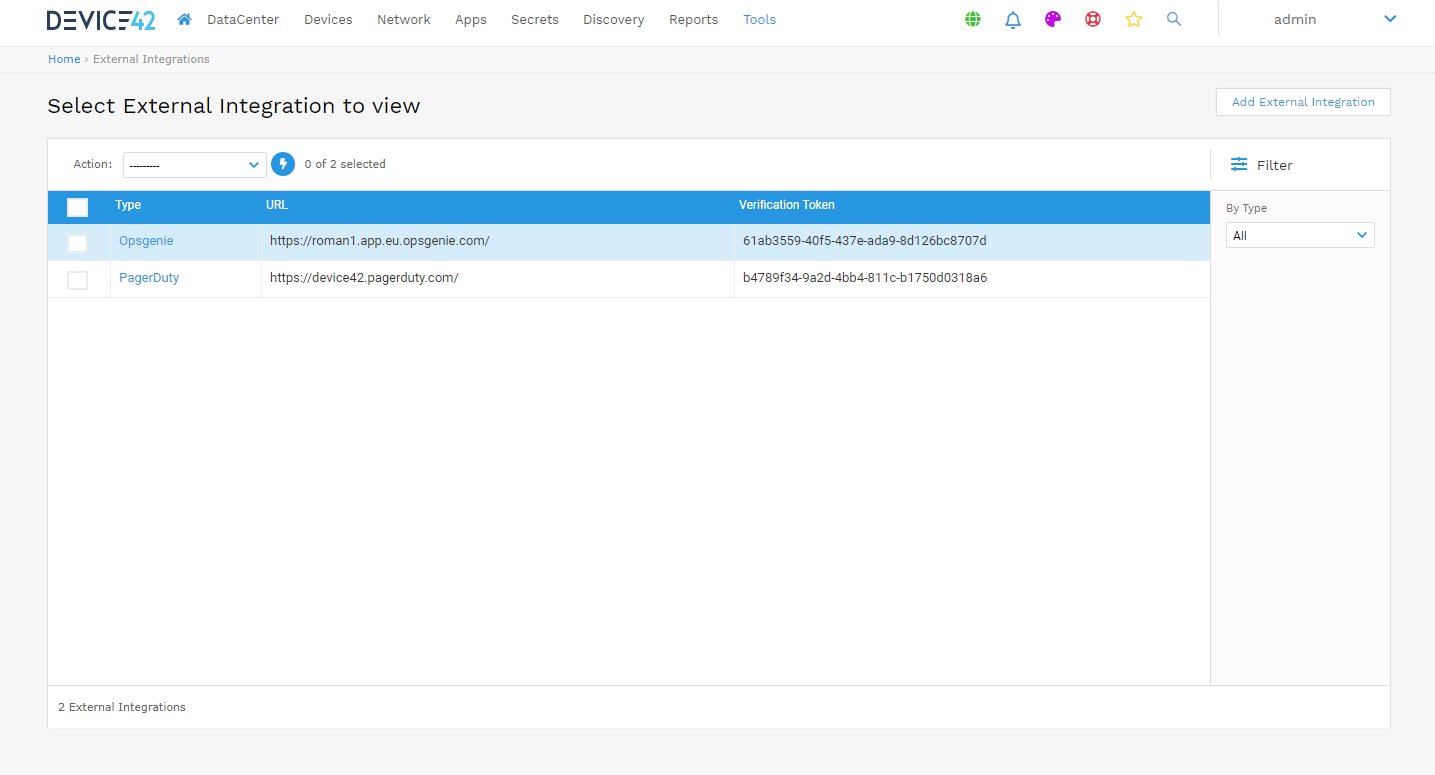 DEVICE42 DataCenter Devices Network Apps Secrets Discovery Reports Tools admin
Home › External Integrations
Select External Integration to view Add External Integration
Action: --------- 0 of 2 selected Filter
Type URL Verification Token By Type
All
Opsgenie https://roman1.app.eu.opsgenie.com/ 61ab3559-40f5-437e-ada9-8d126bc8707d
PagerDuty https://device42.pagerduty.com/ b4789f34-9a2d-4bb4-811c-b1750d0318a6
2 External Integrations